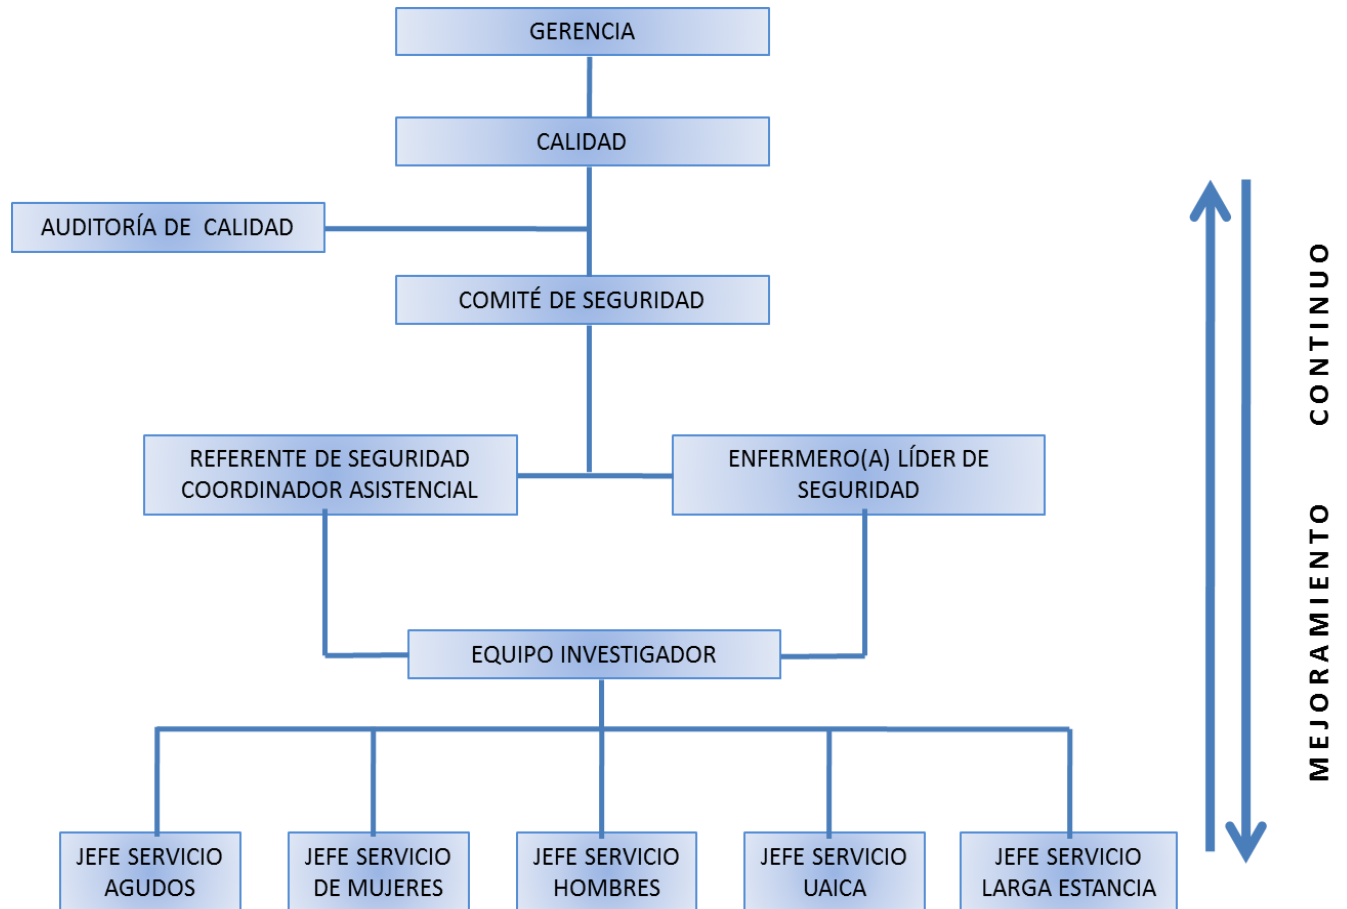 GERENCIA
CALIDAD
AUDITORÍA DE  CALIDAD
COMITÉ DE SEGURIDAD
REFERENTE DE SEGURIDAD
COORDINADOR ASISTENCIAL
ENFERMERO(A) LÍDER DE
SEGURIDAD
EQUIPO INVESTIGADOR
JEFE SERVICIO
AGUDOS
JEFE SERVICIO
DE MUJERES
JEFE SERVICIO
HOMBRES
JEFE SERVICIO
UAICA
JEFE SERVICIO
LARGA ESTANCIA
MEJORAMIENTO CONTINUO